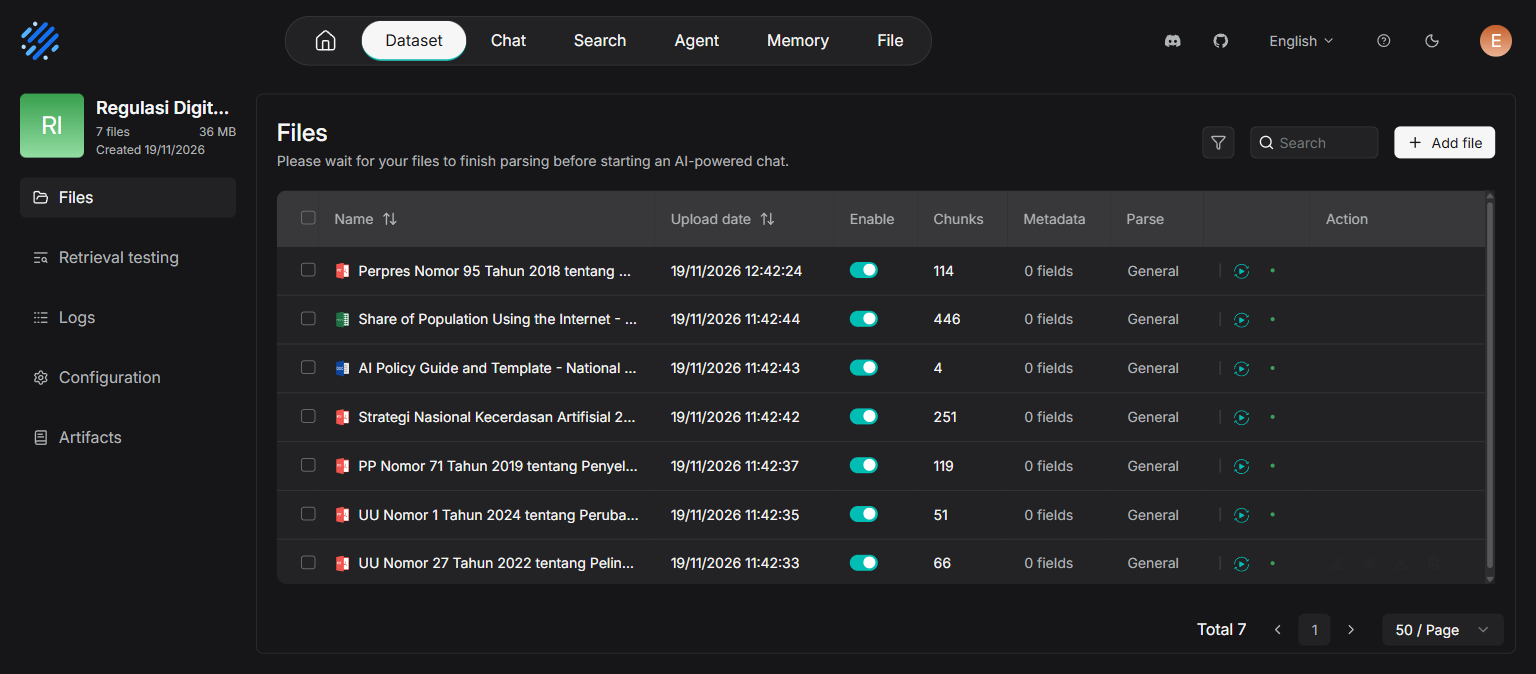 Dataset Chat Search Agent Memory File English E
RI Regulasi Digit...
7 files 36 MB
Created 19/11/2026
Files
Retrieval testing
Logs
Configuration
Artifacts
Files
Please wait for your files to finish parsing before starting an AI-powered chat.
Search
Add file
Name Upload date Enable Chunks Metadata Parse Action
Perpres Nomor 95 Tahun 2018 tentang ... 19/11/2026 12:42:24 114 0 fields General
Share of Population Using the Internet - ... 19/11/2026 11:42:44 446 0 fields General
AI Policy Guide and Template - National ... 19/11/2026 11:42:43 4 0 fields General
Strategi Nasional Kecerdasan Artifisial 2... 19/11/2026 11:42:42 251 0 fields General
PP Nomor 71 Tahun 2019 tentang Penyel... 19/11/2026 11:42:37 119 0 fields General
UU Nomor 1 Tahun 2024 tentang Peruba... 19/11/2026 11:42:35 51 0 fields General
UU Nomor 27 Tahun 2022 tentang Pelin... 19/11/2026 11:42:33 66 0 fields General
Total 7 1 50 / Page